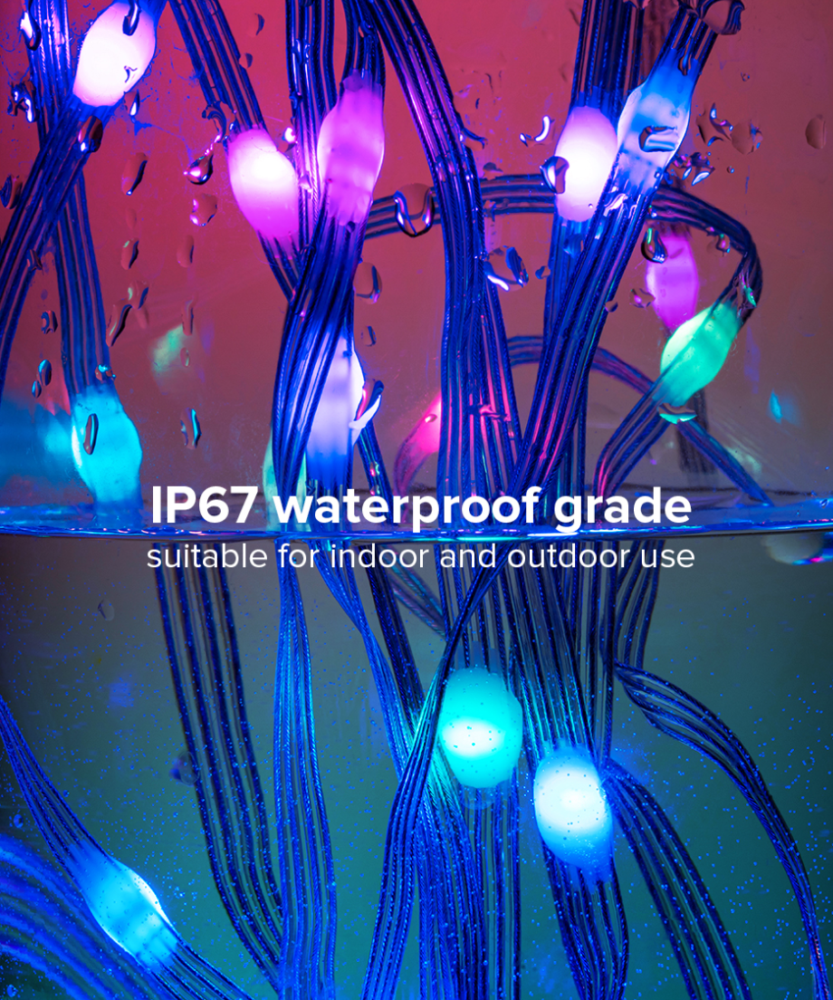 IP67 waterproof grade
suitable for indoor and outdoor use